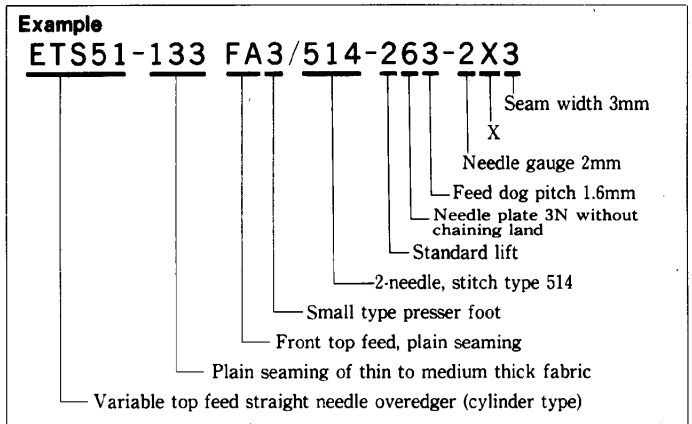 Example
ETS51-133 FA3/514-263-2X3
Seam width 3mm
X
Needle gauge 2mm
Feed dog pitch 1.6mm
Needle plate 3N without
chaining land
Standard lift
2-needle, stitch type 514
Small type presser foot
Front top feed, plain seaming
Plain seaming of thin to medium thick fabric
Variable top feed straight needle overedger (cylinder type)